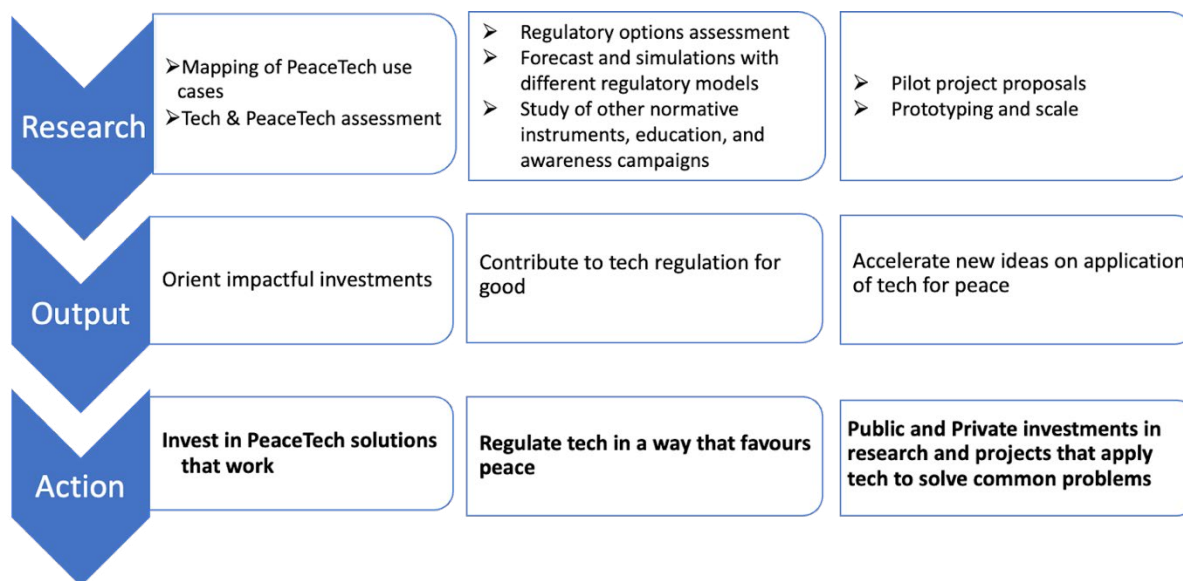 Research
➢Mapping of PeaceTech use
cases
➢Tech & PeaceTech assessment
➢ Regulatory options assessment
➢ Forecast and simulations with
different regulatory models
➢ Study of other normative
instruments, education, and
awareness campaigns
➢ Pilot project proposals
➢ Prototyping and scale
Output
Orient impactful investments
Contribute to tech regulation for
good
Accelerate new ideas on application
of tech for peace
Action
Invest in PeaceTech solutions
that work
Regulate tech in a way that favours
peace
Public and Private investments in
research and projects that apply
tech to solve common problems